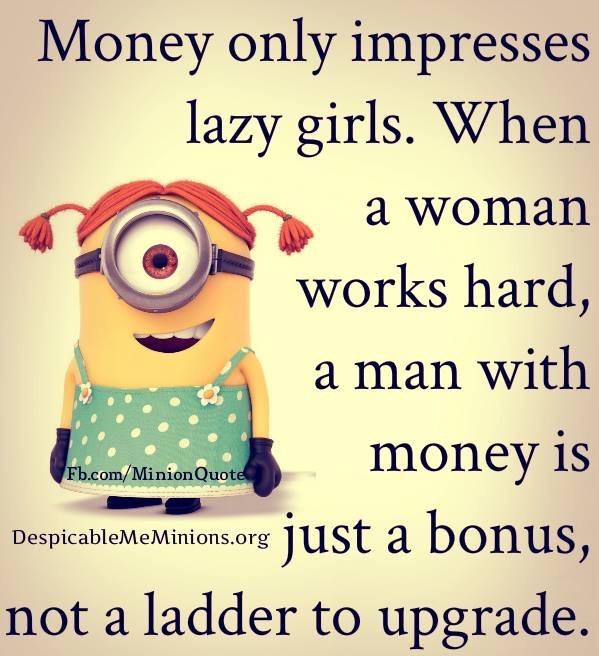 Money only impresses
lazy girls. When
a woman
works hard,
a man with
money is
Fb.com/MinionQuote
just a bonus,
DespicableMeMinions.org
not a ladder to upgrade.